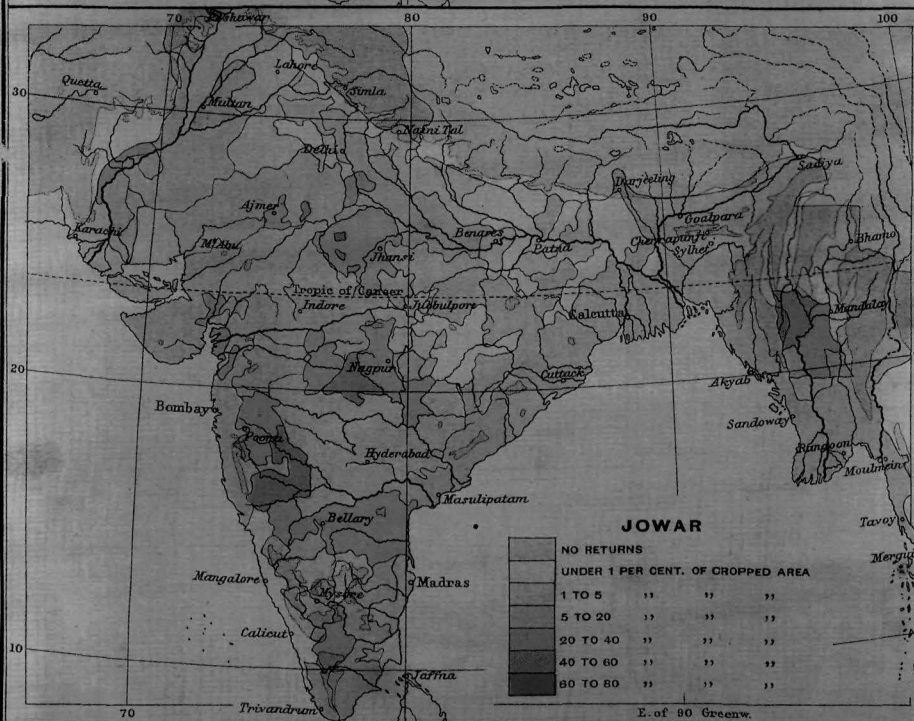 70 80 90 100
Peshawar
Lahore
Quetta
Simla
30
Multan
Naini Tal
Delhi
Sadiya
Darjeeling
Ajmer
Goalpara
Karachi
Benares
Cherrapunji
Bhamo
Mt Abu
Patna
Sylhet
Jhansi
Tropic of Cancer
Indore
Jubbulpore
Calcutta
Mandalay
Nagpur
20
Cuttack
Akyab
Bombay
Sandoway
Poona
Hyderabad
Rangoon
Moulmein
Masulipatam
Bellary
Tavoy
JOWAR
NO RETURNS
Mergui
UNDER 1 PER CENT. OF CROPPED AREA
Mangalore
Madras
1 TO 5 ,, ,, ,,
Mysore
5 TO 20 ,, ,, ,,
Calicut
20 TO 40 ,, ,, ,,
10
40 TO 60 ,, ,, ,,
Jaffna
60 TO 80 ,, ,, ,,
Trivandrum
70
E. of 90 Greenw.